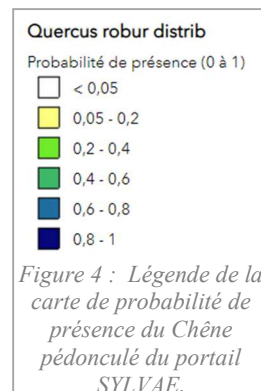 Quercus robur distrib
Probabilité de présence (0 à 1)
< 0,05
0,05 - 0,2
0,2 - 0,4
0,4 - 0,6
0,6 - 0,8
0,8 - 1
Figure 4 : Légende de la
carte de probabilité de
présence du Chêne
pédonculé du portail
SYLVAE.